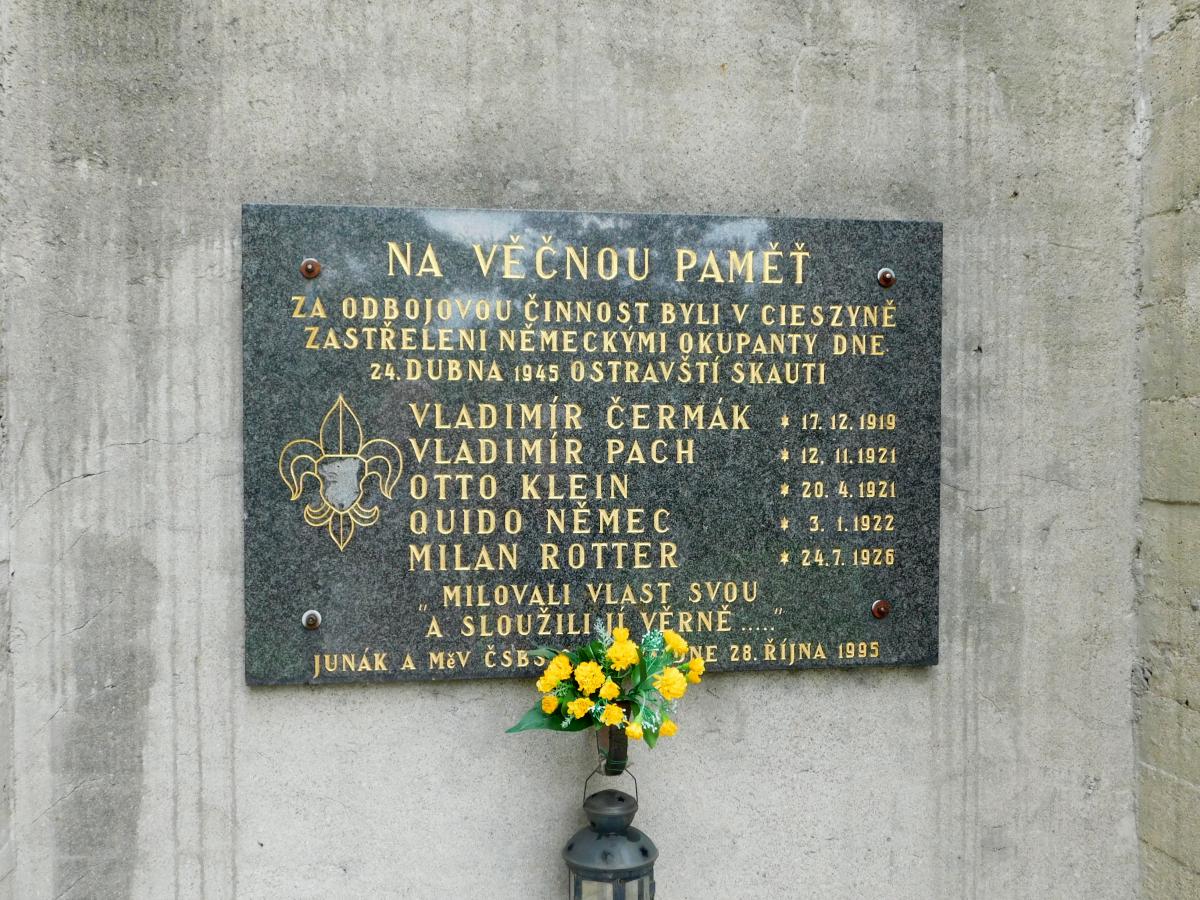 NA VĚČNOU PAMĚŤ
ZA ODBOJOVOU ČINNOST BYLI V CIESZYNĚ
ZASTŘELENI NĚMECKÝMI OKUPANTY DNE
24. DUBNA 1945 OSTRAVŠTÍ SKAUTI
VLADIMÍR ČERMÁK * 17. 12. 1919
VLADIMÍR PACH * 12. 11. 1921
OTTO KLEIN * 20. 4. 1921
QUIDO NĚMEC * 3. 1. 1922
MILAN ROTTER * 24.7. 1926
„ MILOVALI VLAST SVOU
A SLOUŽILI JÍ VĚRNĚ ..... "
JUNÁK A MěV DNE 28. ŘÍJNA 1995